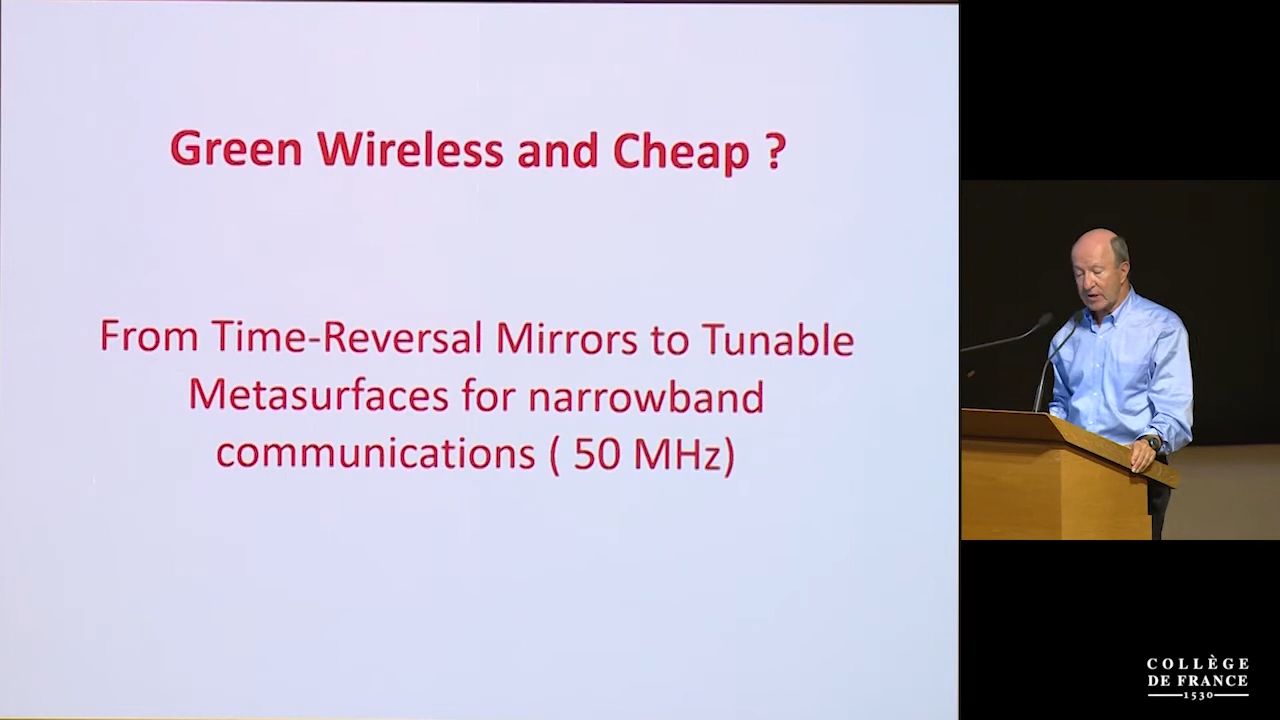 Green Wireless and Cheap ?
From Time-Reversal Mirrors to Tunable
Metasurfaces for narrowband
communications ( 50 MHz)
COLLÈGE
DE FRANCE
1530